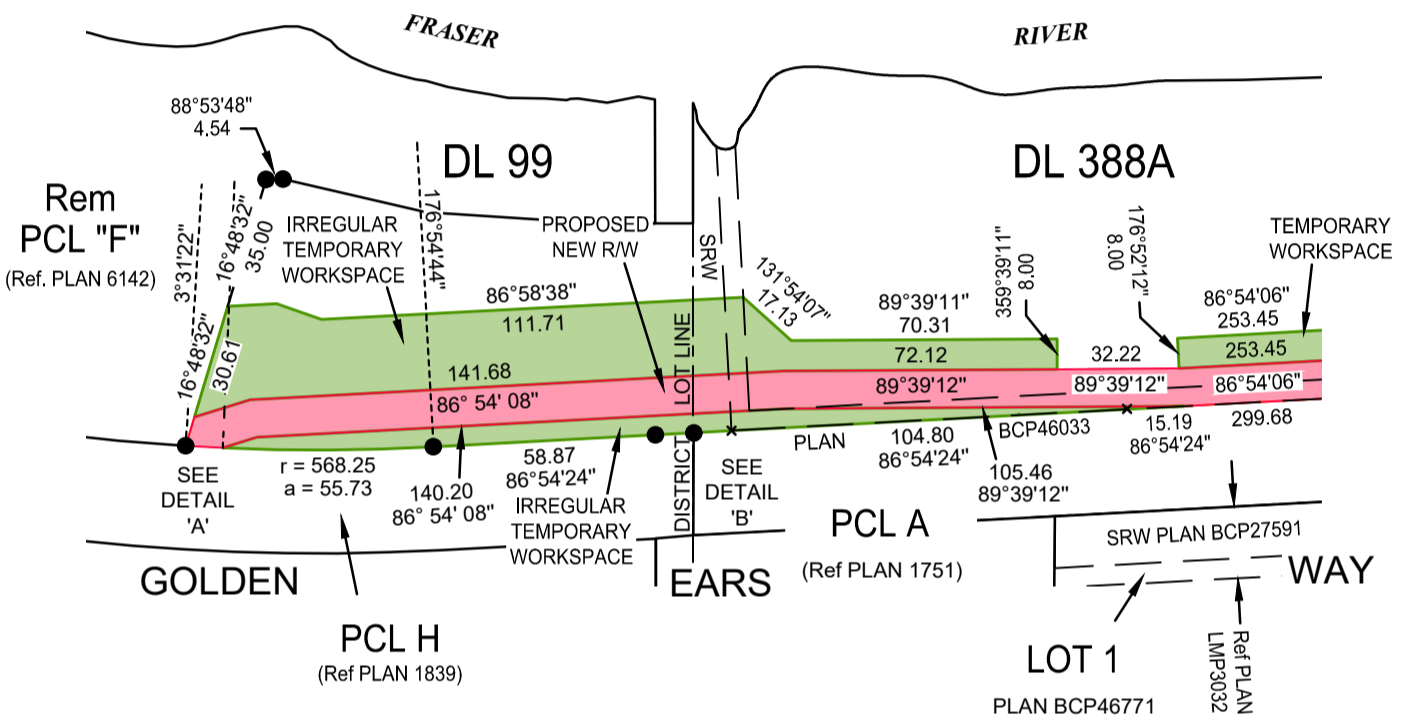 FRASER
RIVER
88°53'48"
4.54
DL 99
DL 388A
Rem
PCL "F"
(Ref. PLAN 6142)
3°31'22"
16°48'32"
35.00
IRREGULAR
TEMPORARY
WORKSPACE
176°54'44"
PROPOSED
NEW R/W
SRW
131°54'07"
17.13
359°39'11"
8.00
176°52'12"
8.00
TEMPORARY
WORKSPACE
86°58'38"
111.71
89°39'11"
70.31
86°54'06"
253.45
16°48'32"
30.61
141.68
86° 54' 08"
DISTRICT LOT LINE
72.12
89°39'12"
32.22
89°39'12"
253.45
86°54'06"
SEE
DETAIL
'A'
r = 568.25
a = 55.73
140.20
86° 54' 08"
58.87
86°54'24"
IRREGULAR
TEMPORARY
WORKSPACE
SEE
DETAIL
'B'
PLAN
BCP46033
104.80
86°54'24"
105.46
89°39'12"
15.19
86°54'24"
299.68
PCL A
(Ref PLAN 1751)
SRW PLAN BCP27591
GOLDEN
EARS
WAY
PCL H
(Ref PLAN 1839)
LOT 1
PLAN BCP46771
Ref PLAN
LMP3032